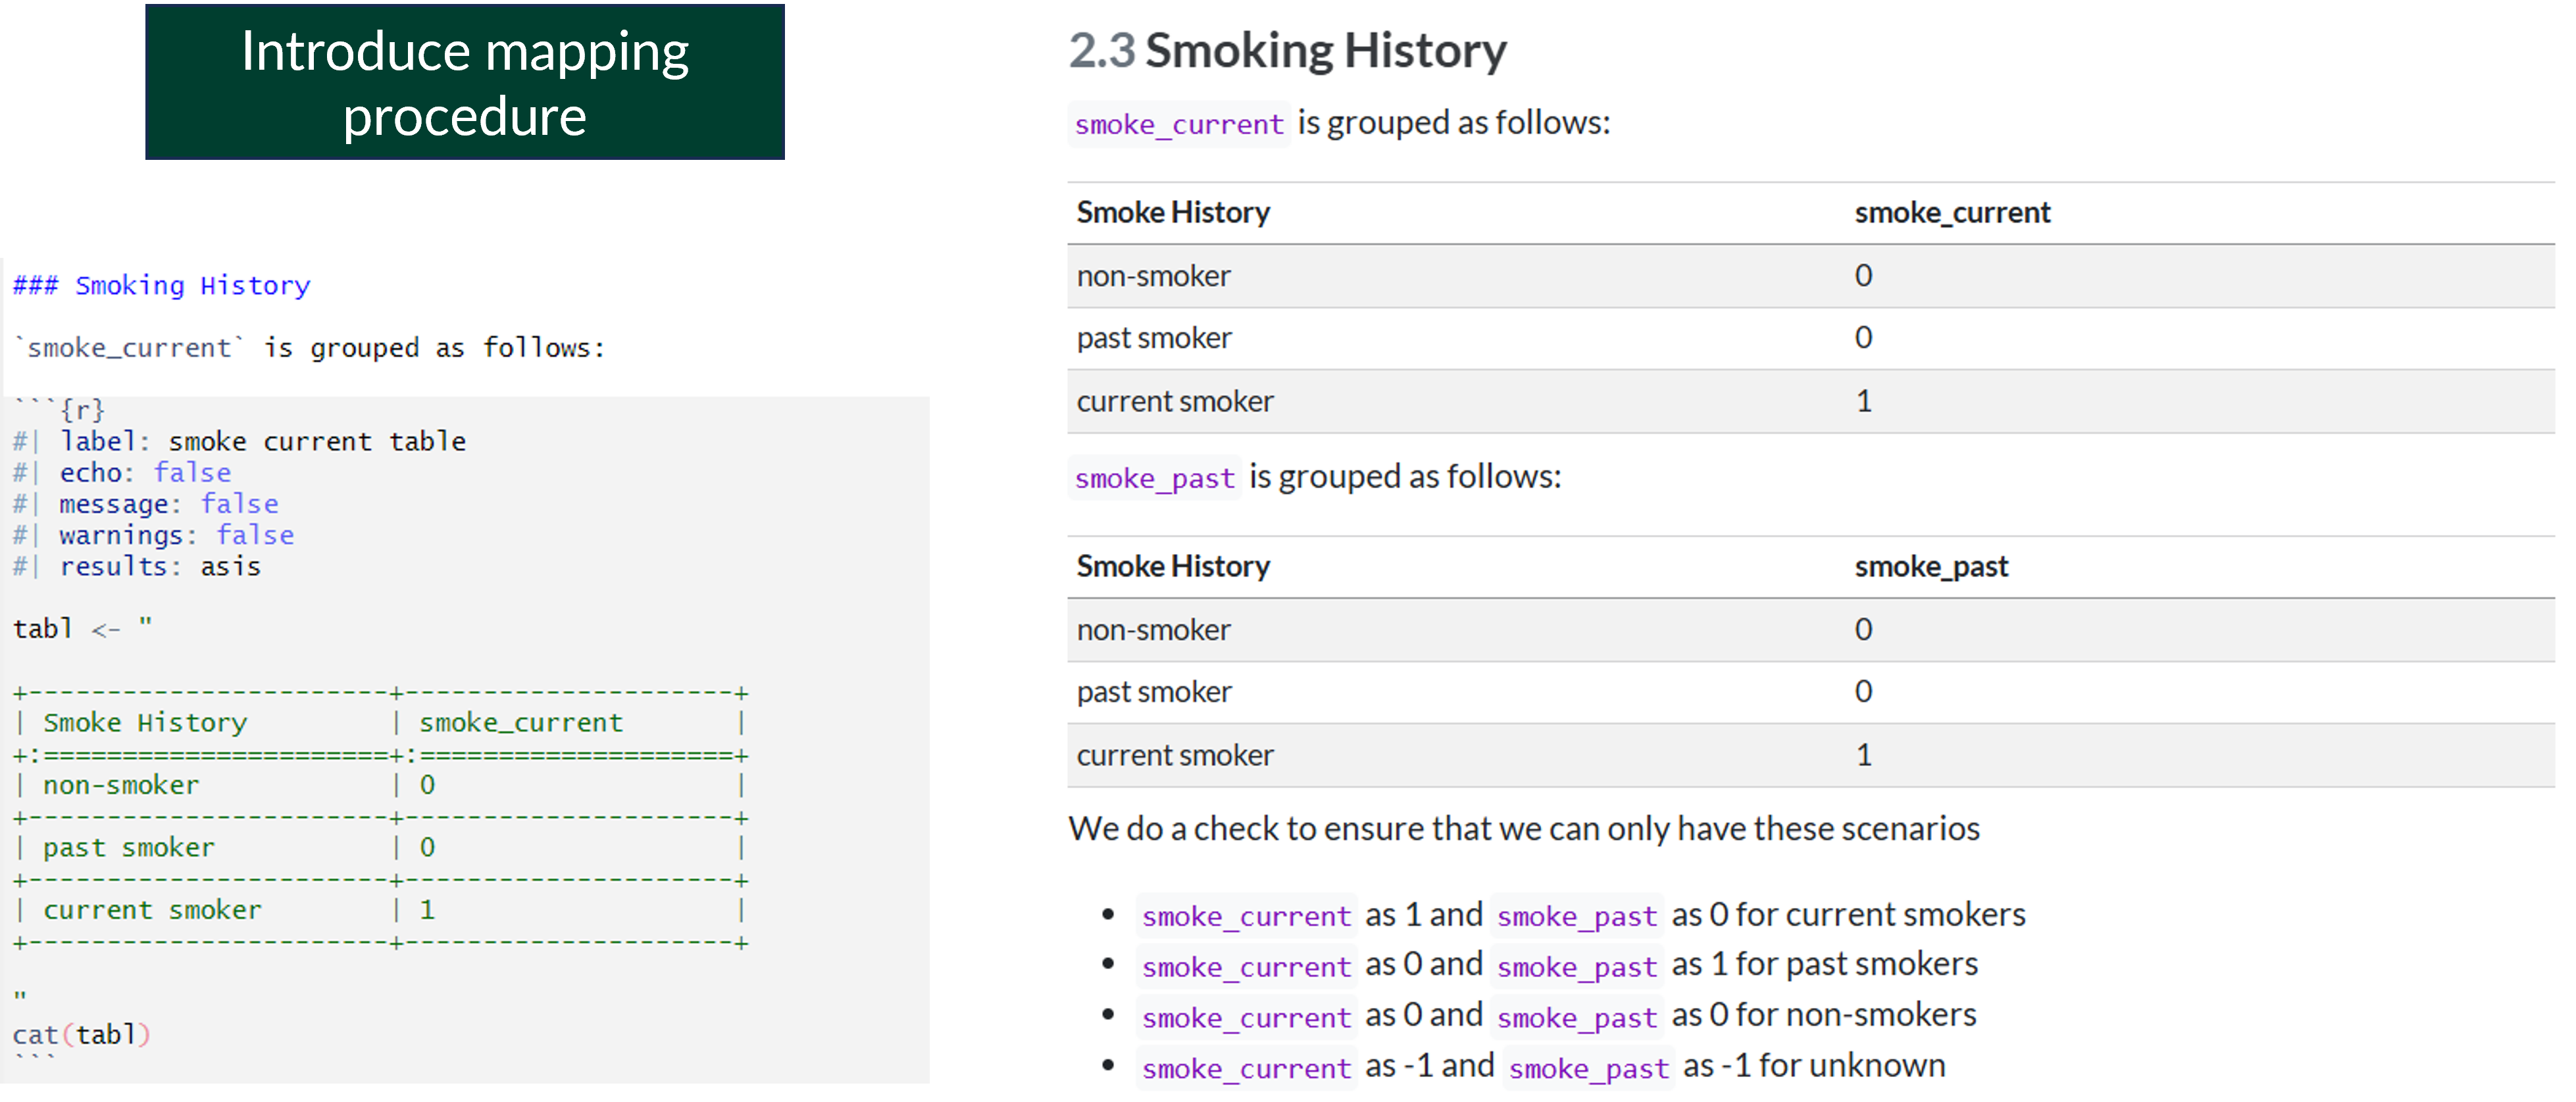 Introduce mapping
procedure
### Smoking History
`smoke_current` is grouped as follows:
```{r}
#| label: smoke current table
#| echo: false
#| message: false
#| warnings: false
#| results: asis
tabl <- "
+-----------------------+---------------------+
| Smoke History         | smoke_current       |
+:======================+:====================+
| non-smoker            | 0                   |
+-----------------------+---------------------+
| past smoker           | 0                   |
+-----------------------+---------------------+
| current smoker        | 1                   |
+-----------------------+---------------------+
"
cat(tabl)
```
2.3 Smoking History
smoke_current is grouped as follows:
Smoke History smoke_current
non-smoker 0
past smoker 0
current smoker 1
smoke_past is grouped as follows:
Smoke History smoke_past
non-smoker 0
past smoker 0
current smoker 1
We do a check to ensure that we can only have these scenarios
• smoke_current as 1 and smoke_past as 0 for current smokers
• smoke_current as 0 and smoke_past as 1 for past smokers
• smoke_current as 0 and smoke_past as 0 for non-smokers
• smoke_current as -1 and smoke_past as -1 for unknown